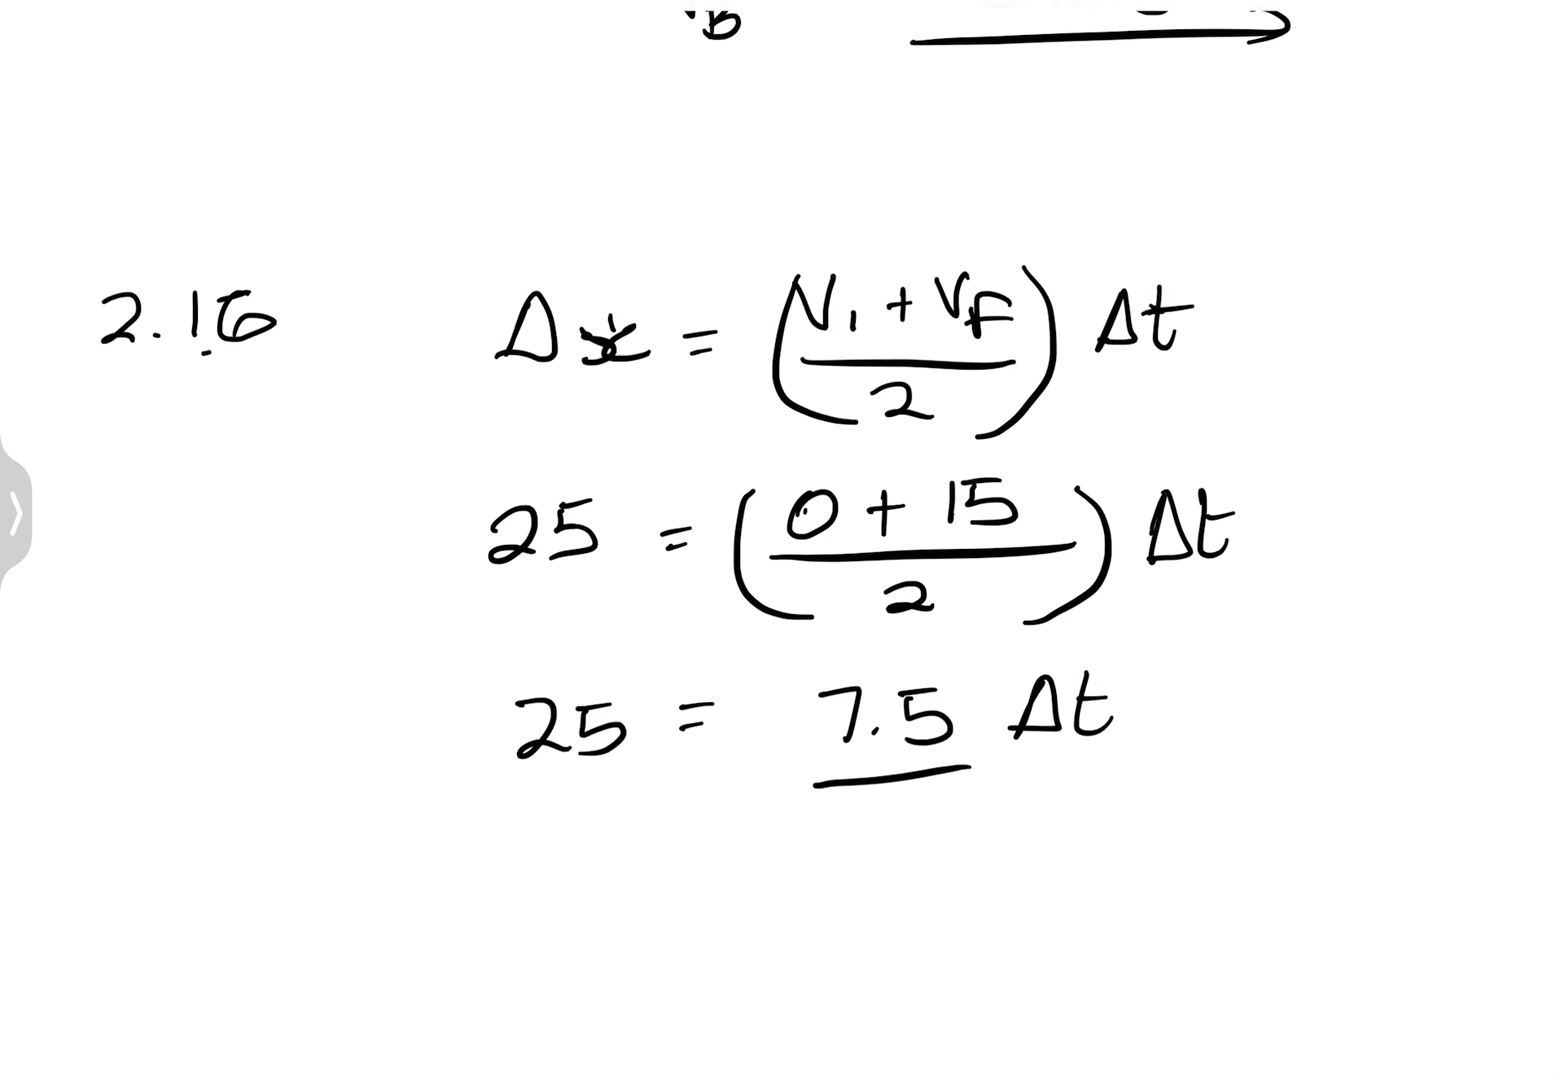 2.16 Δx = (Vi + VF / 2) Δt
25 = (0 + 15 / 2) Δt
25 = 7.5 Δt